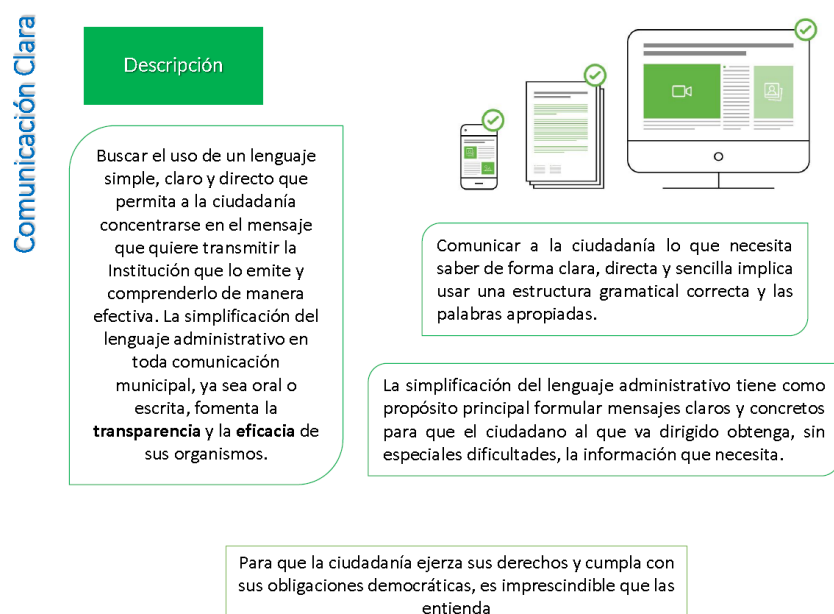 Comunicación Clara
Descripción
Buscar el uso de un lenguaje
simple, claro y directo que
permita a la ciudadanía
concentrarse en el mensaje
que quiere transmitir la
Institución que lo emite y
comprenderlo de manera
efectiva. La simplificación del
lenguaje administrativo en
toda comunicación
municipal, ya sea oral o
escrita, fomenta la
transparencia y la eficacia de
sus organismos.
Comunicar a la ciudadanía lo que necesita
saber de forma clara, directa y sencilla implica
usar una estructura gramatical correcta y las
palabras apropiadas.
La simplificación del lenguaje administrativo tiene como
propósito principal formular mensajes claros y concretos
para que el ciudadano al que va dirigido obtenga, sin
especiales dificultades, la información que necesita.
Para que la ciudadanía ejerza sus derechos y cumpla con
sus obligaciones democráticas, es imprescindible que las
entienda